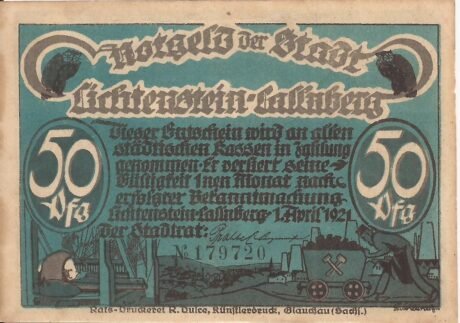 Notgeld der Stadt
Lichtenstein-Callnberg
50
Pfg
Dieser Gutschein wird an allen
städtischen Kassen in Zahlung
genommen. Er verliert seine
Gültigkeit 1nen Monat nach
erfolgter Bekanntmachung.
Lichtenstein-Callnberg 1. April 1921
Der Stadtrat:
50
Pfg
№ 179720
Rats-Druckerei R. Dulce, Künstlerdruck, Glauchau (Sachs.)